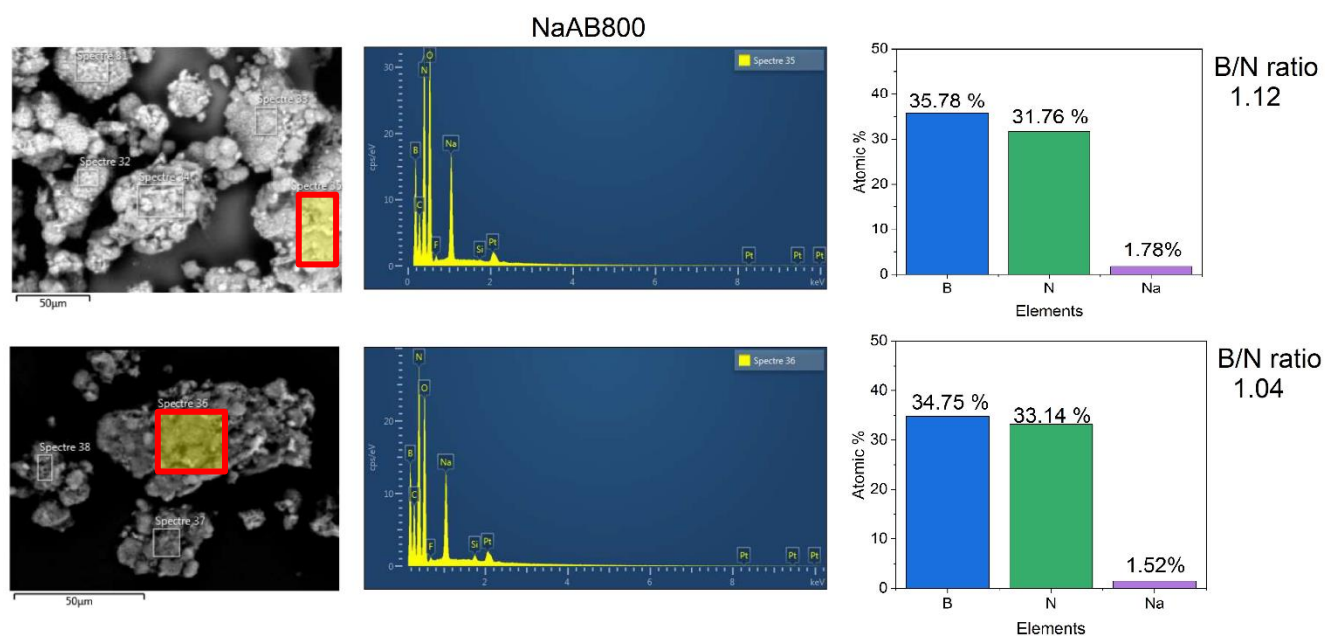 NaAB800
Spectre 31
Spectre 33
Spectre 32
Spectre 34
50µm
30
20
10
0
cps/eV
B
C
N
O
F
Na
Si
Pt
Pt
Pt
Pt
0
2
4
6
8
keV
Spectre 35
50
40
30
20
10
0
Atomic %
35.78 %
31.76 %
1.78%
B
N
Na
Elements
B/N ratio
1.12
Spectre 36
Spectre 38
Spectre 37
50µm
20
10
0
cps/eV
B
C
N
O
F
Na
Si
Pt
Pt
Pt
Pt
2
4
6
8
keV
Spectre 36
50
40
30
20
10
0
Atomic %
34.75 %
33.14 %
1.52%
B
N
Na
Elements
B/N ratio
1.04